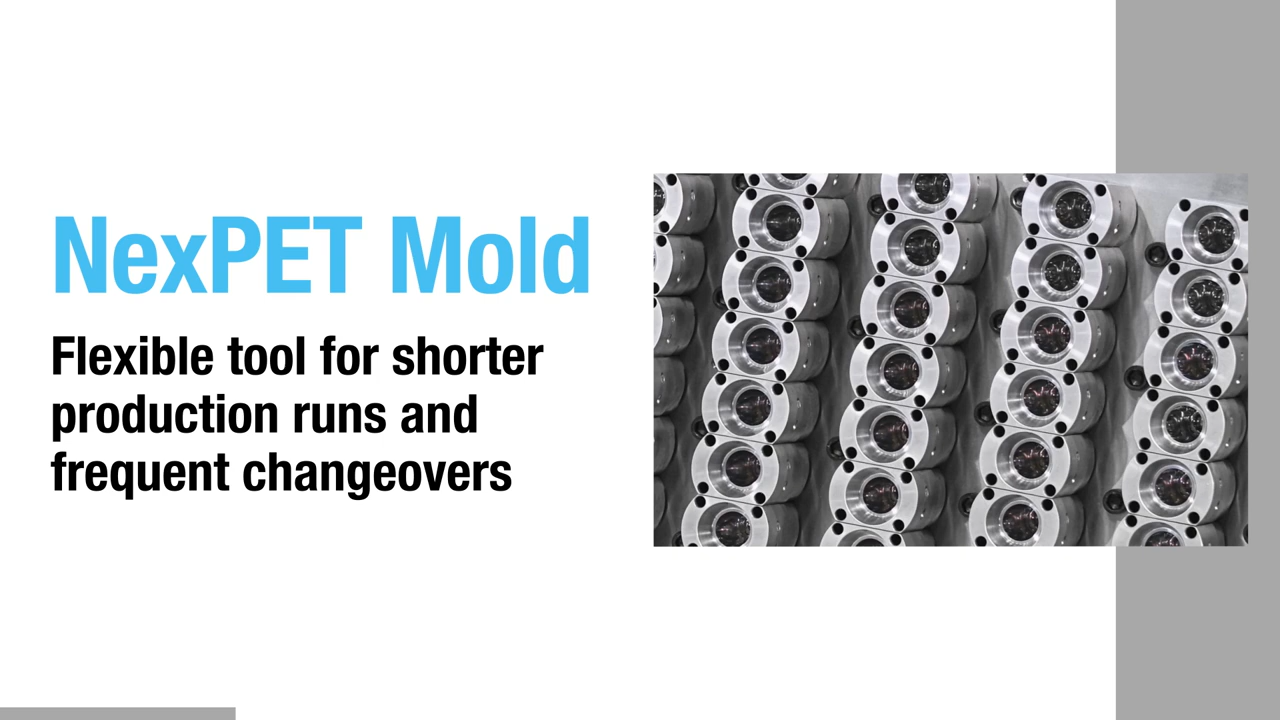 NexPET Mold
Flexible tool for shorter
production runs and
frequent changeovers